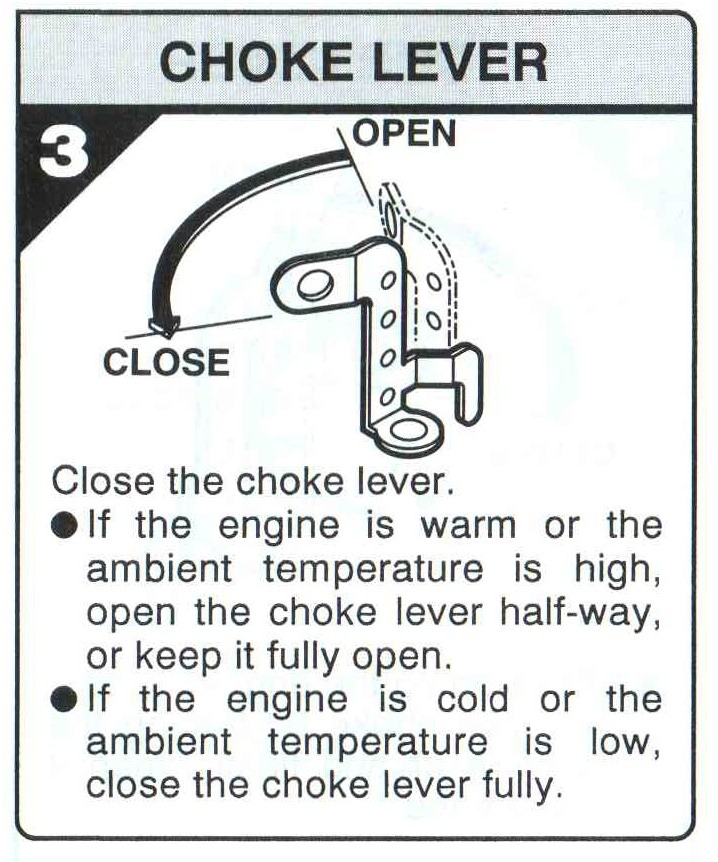 CHOKE LEVER
3
OPEN
CLOSE
Close the choke lever.
● If the engine is warm or the
ambient temperature is high,
open the choke lever half-way,
or keep it fully open.
● If the engine is cold or the
ambient temperature is low,
close the choke lever fully.